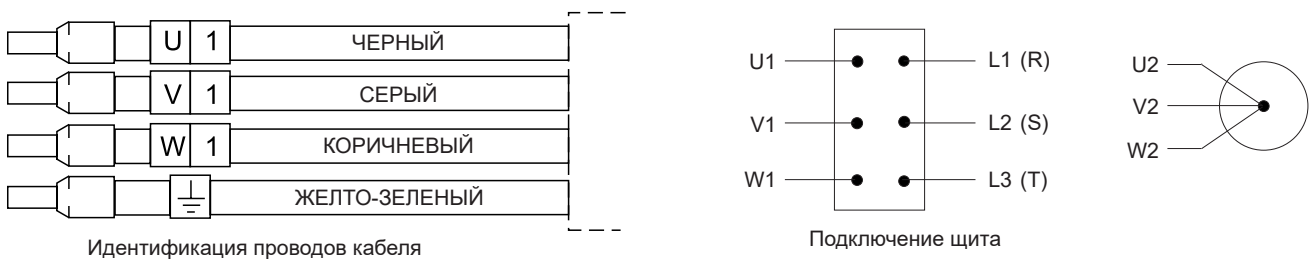 U 1 ЧЕРНЫЙ
V 1 СЕРЫЙ
W 1 КОРИЧНЕВЫЙ
ЖЕЛТО-ЗЕЛЕНЫЙ
Идентификация проводов кабеля
U1 L1 (R)
V1 L2 (S)
W1 L3 (T)
Подключение щита
U2
V2
W2